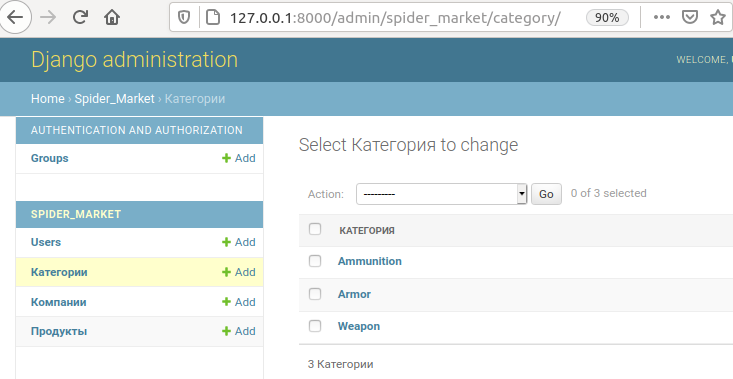 127.0.0.1:8000/admin/spider_market/category/ 90%
Django administration
WELCOME,
Home › Spider_Market › Категории
AUTHENTICATION AND AUTHORIZATION
Groups + Add
SPIDER_MARKET
Users + Add
Категории + Add
Компании + Add
Продукты + Add
Select Категория to change
Action: --------- Go 0 of 3 selected
КАТЕГОРИЯ
Ammunition
Armor
Weapon
3 Категории